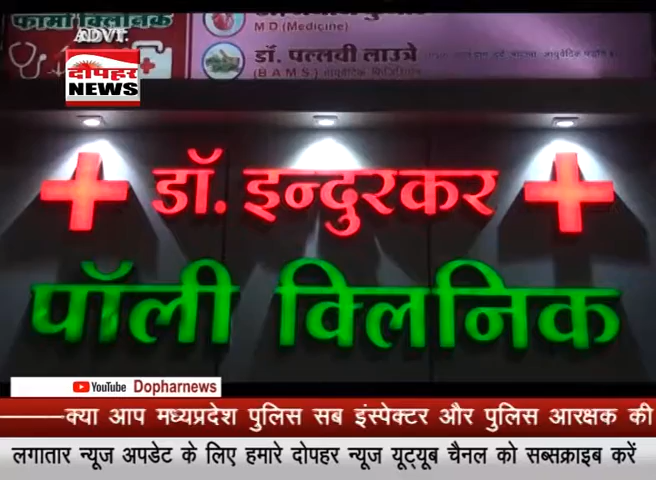 फार्मा क्लिनिक
ADVT.
दोपहर
NEWS
M D (Medicine)
डॉ. पल्लवी लाउत्रे
(B A M S.)
डॉ. इन्दुरकर
पॉली क्लिनिक
YouTube Dopharnews
क्या आप मध्यप्रदेश पुलिस सब इंस्पेक्टर और पुलिस आरक्षक की
लगातार न्यूज अपडेट के लिए हमारे दोपहर न्यूज यूट्यूब चैनल को सब्सक्राइब करें